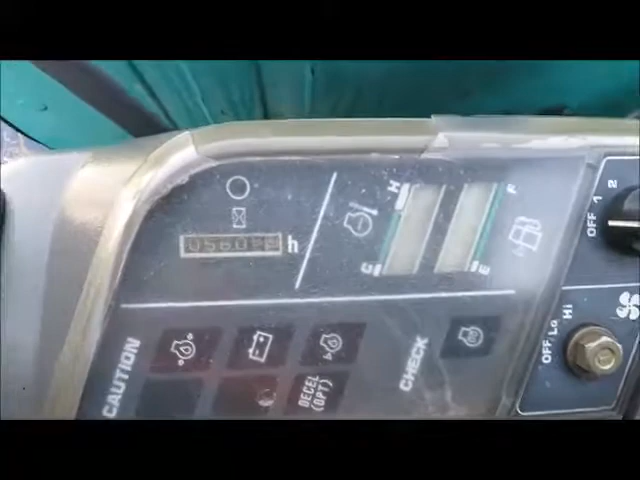 h
H
F
C
E
OFF 1 2
OFF Lo Hi
CAUTION
CHECK
DECEL
(OPT)